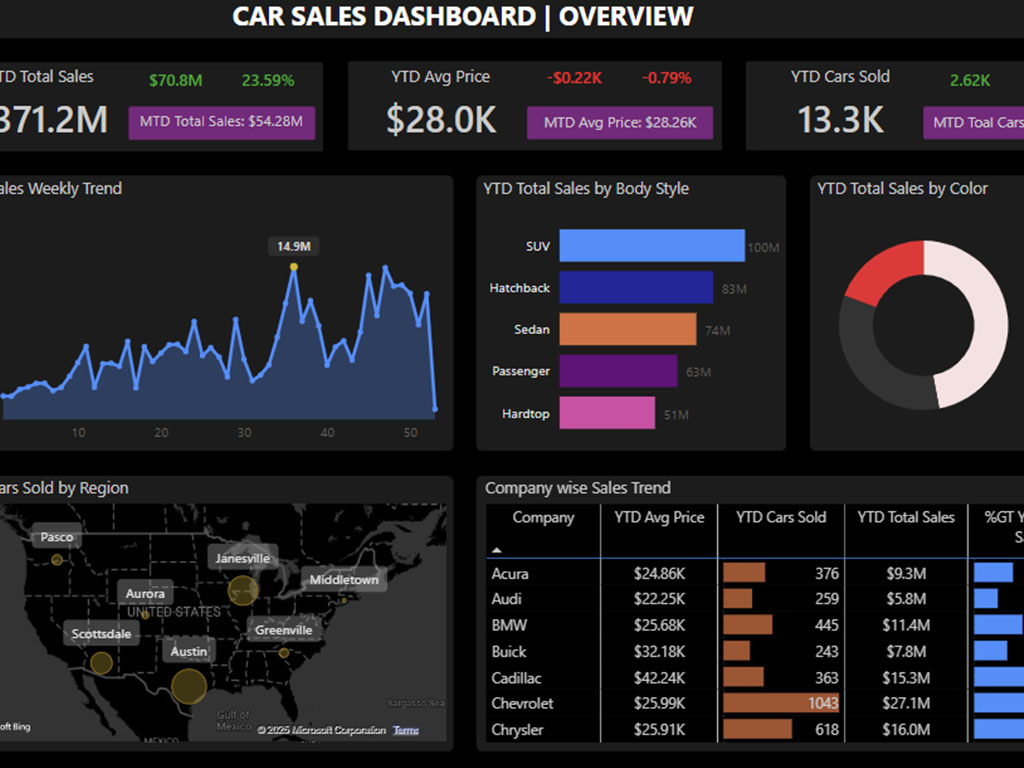 CAR SALES DASHBOARD | OVERVIEW
TD Total Sales
$70.8M
23.59%
371.2M
MTD Total Sales: $54.28M
YTD Avg Price
-$0.22K
-0.79%
$28.0K
MTD Avg Price: $28.26K
YTD Cars Sold
2.62K
13.3K
MTD Toal Cars
ales Weekly Trend
14.9M
10 20 30 40 50
YTD Total Sales by Body Style
SUV 100M
Hatchback 83M
Sedan 74M
Passenger 63M
Hardtop 51M
YTD Total Sales by Color
ars Sold by Region
Pasco
Janesville
Middletown
Aurora
UNITED STATES
Scottsdale
Greenville
Austin
Sargasso Sea
Gulf of
Mexico
oft Bing
© 2025 Microsoft Corporation Terms
MEXICO
Company wise Sales Trend
Company YTD Avg Price YTD Cars Sold YTD Total Sales %GT Y
Sa
Acura $24.86K 376 $9.3M
Audi $22.25K 259 $5.8M
BMW $25.68K 445 $11.4M
Buick $32.18K 243 $7.8M
Cadillac $42.24K 363 $15.3M
Chevrolet $25.99K 1043 $27.1M
Chrysler $25.91K 618 $16.0M